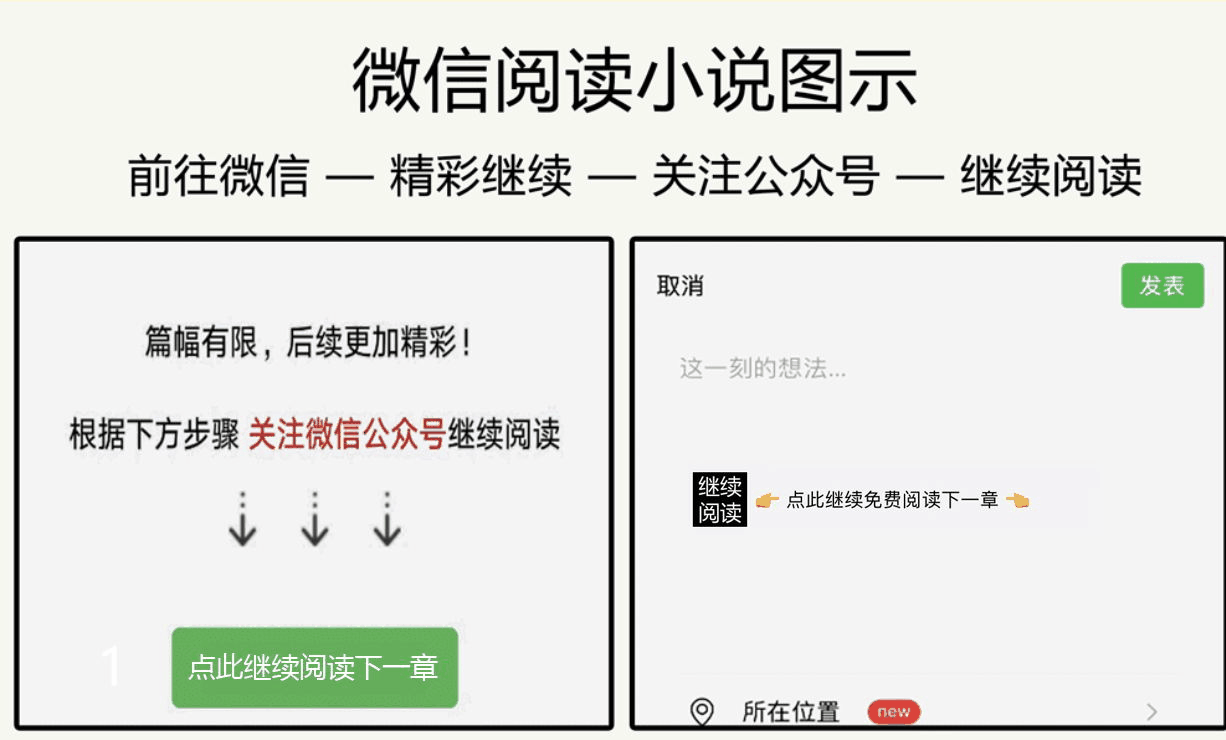 微信阅读小说图示
前往微信 — 精彩继续 — 关注公众号 — 继续阅读
篇幅有限，后续更加精彩！
根据下方步骤 关注微信公众号继续阅读
1
点此继续阅读下一章
取消
发表
这一刻的想法...
继续
阅读
👉 点此继续免费阅读下一章 👈
所在位置
new